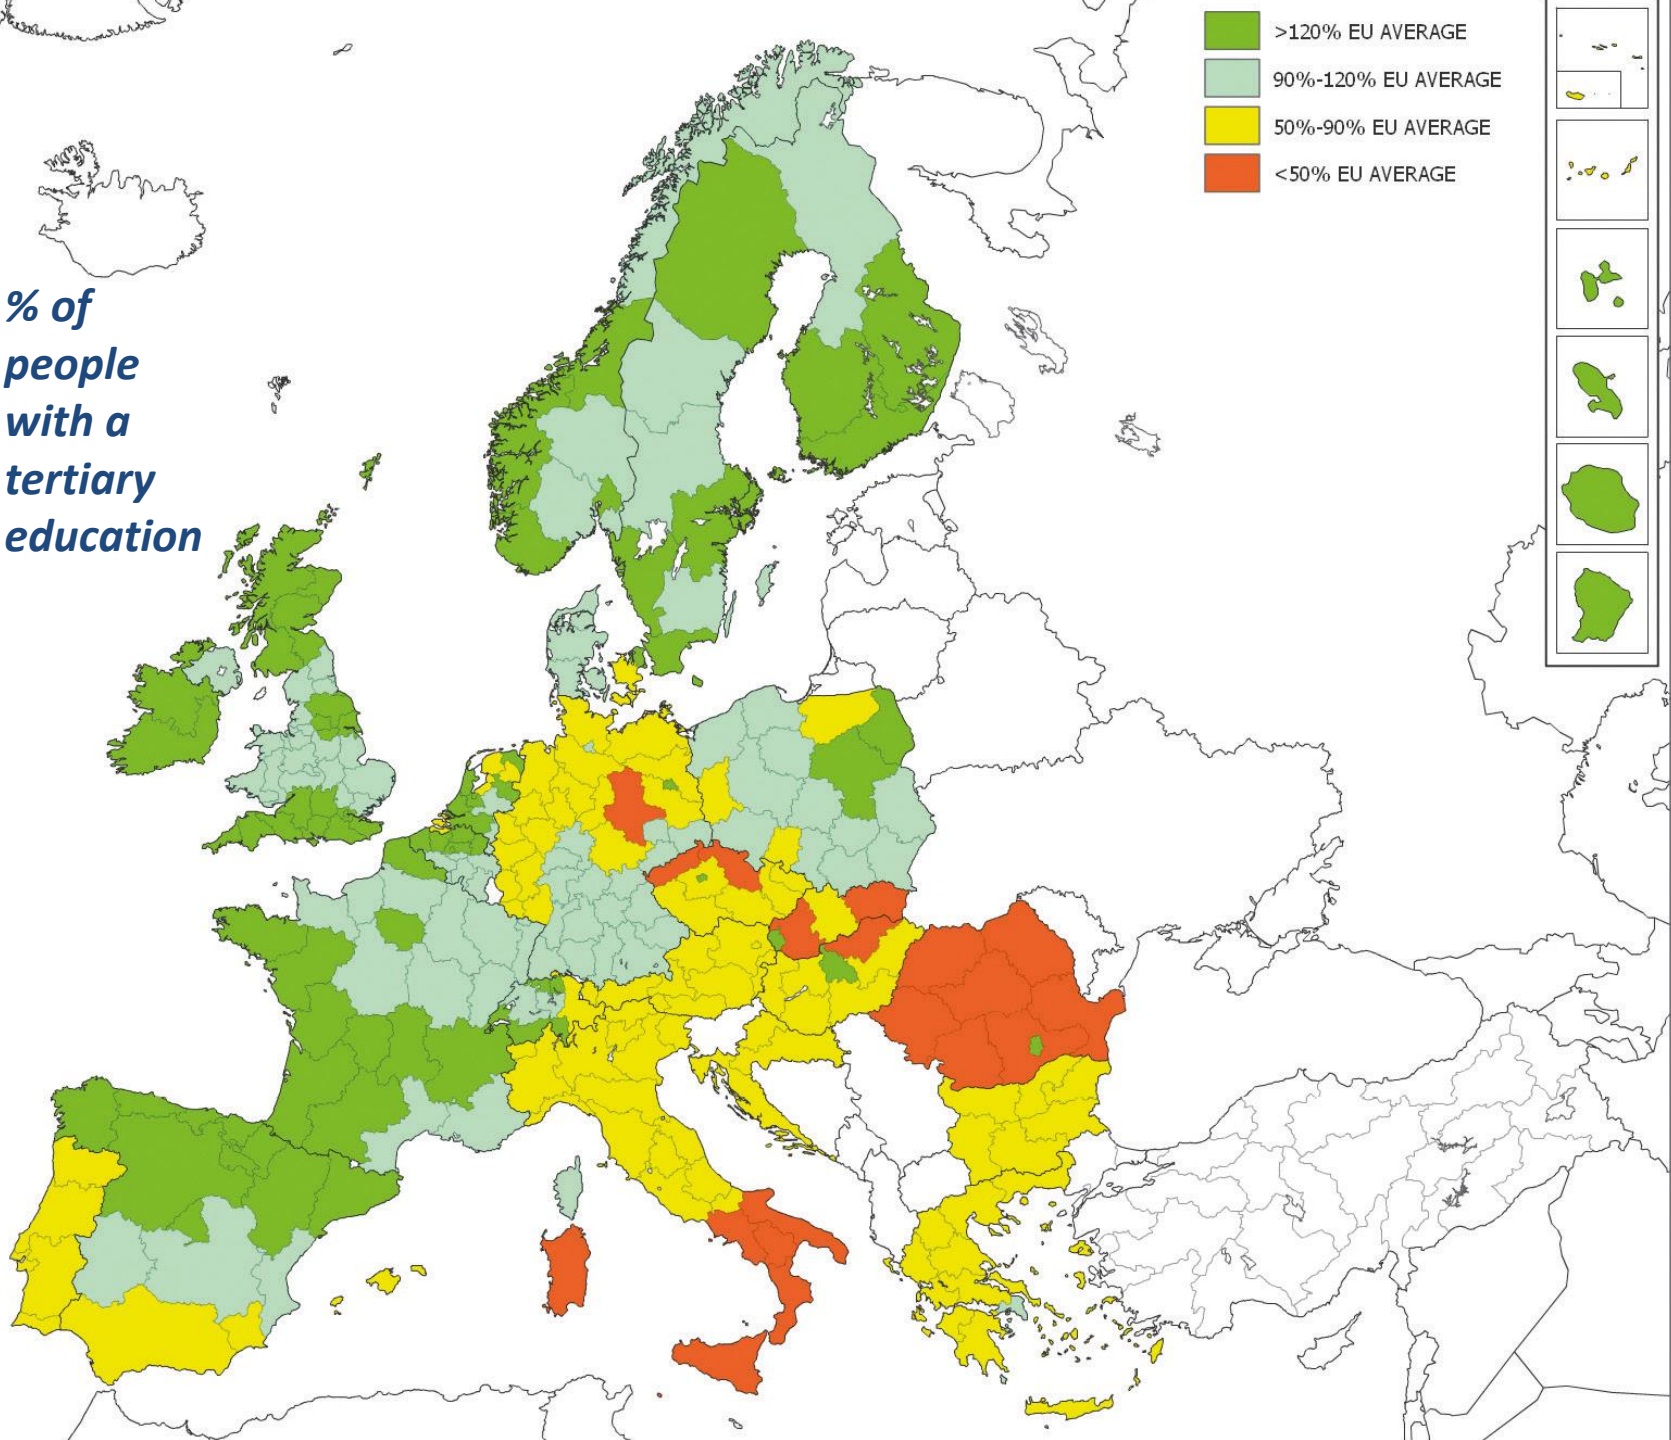 >120% EU AVERAGE
90%-120% EU AVERAGE
50%-90% EU AVERAGE
<50% EU AVERAGE
% of
people
with a
tertiary
education